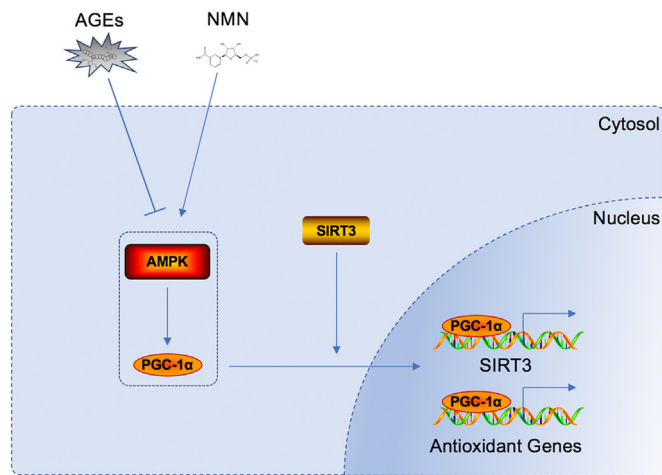 AGEs
NMN
Cytosol
Nucleus
SIRT3
AMPK
PGC-1α
PGC-1α
SIRT3
PGC-1α
Antioxidant Genes